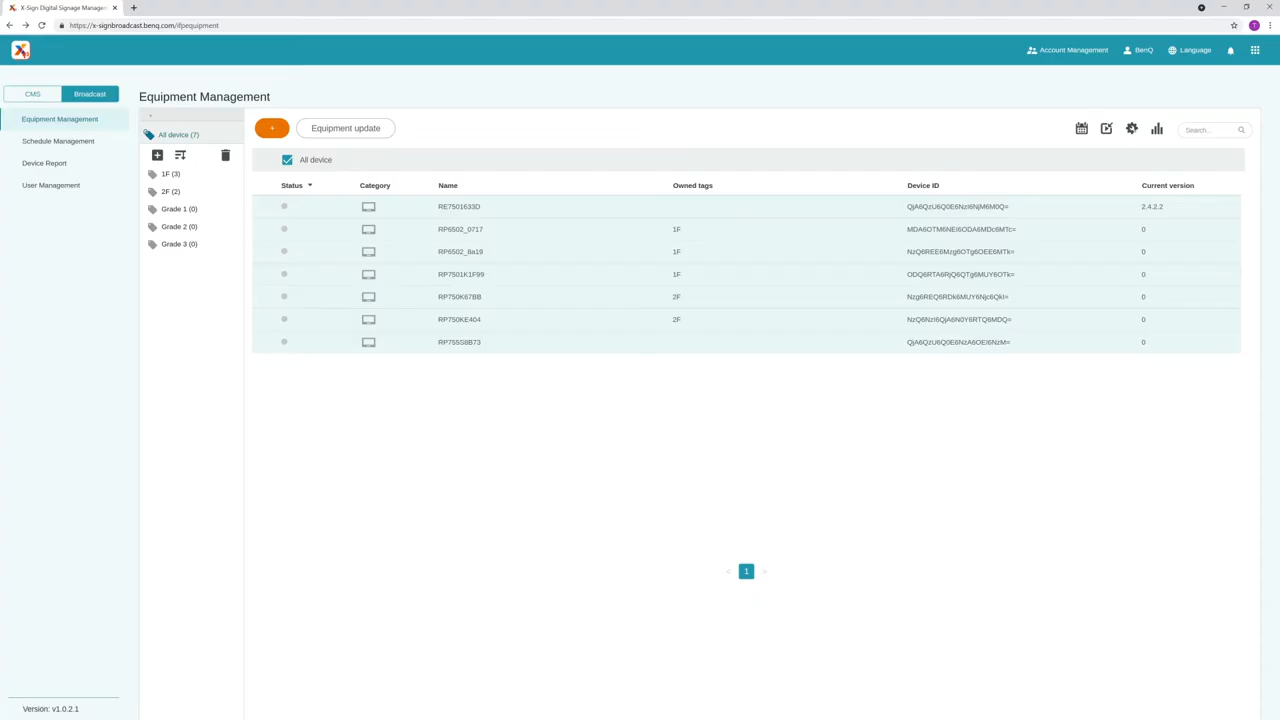 X-Sign Digital Signage Manager
https://x-signbroadcast.benq.com/ifpequipment
T
Account Management
BenQ
Language
CMS
Broadcast
Equipment Management
Schedule Management
Device Report
User Management
Version: v1.0.2.1
Equipment Management
All device (7)
1F (3)
2F (2)
Grade 1 (0)
Grade 2 (0)
Grade 3 (0)
+ Equipment update
Search...
All device
Status Category Name Owned tags Device ID Current version
RE7501633D 2.4.2.2
RP6502_0717 1F 0
RP6502_8a19 1F 0
RP7501K1F99 1F 0
RP750K67BB 2F 0
RP750KE404 2F 0
RP755S8B73 0
< 1 >